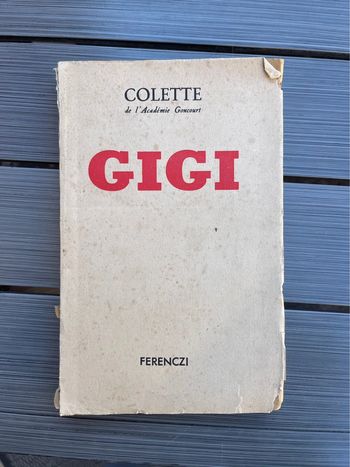 COLETTE
de l'Académie Goncourt
GIGI
FERENCZI